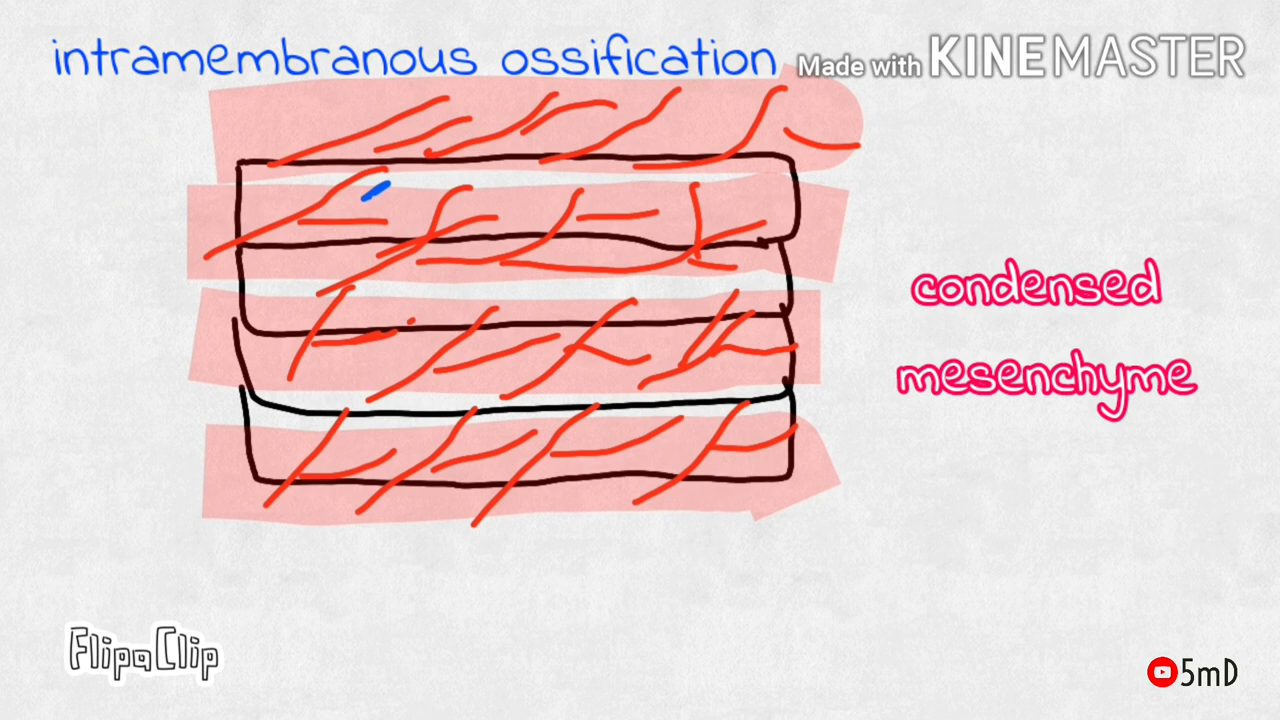 intramembranous ossification
Made with KINEMASTER
condensed
mesenchyme
FlipaClip
5mD